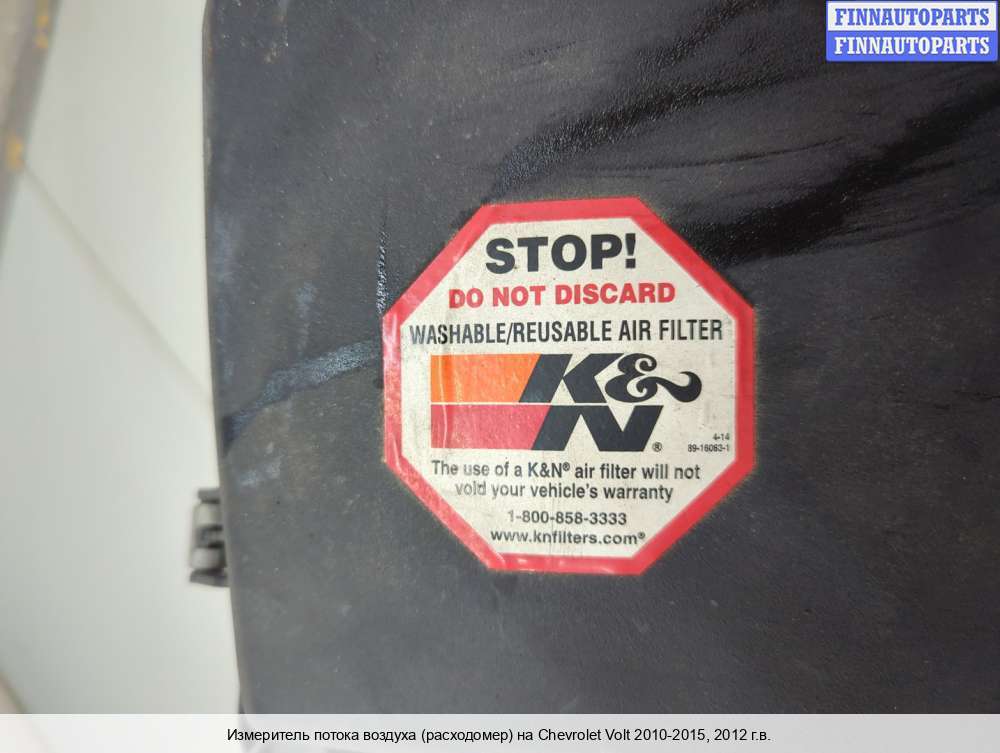 FINNAUTOPARTS
FINNAUTOPARTS
STOP!
DO NOT DISCARD
WASHABLE/REUSABLE AIR FILTER
K&N®
4-14
89-16063-1
The use of a K&N® air filter will not
void your vehicle's warranty
1-800-858-3333
www.knfilters.com®
Измеритель потока воздуха (расходомер) на Chevrolet Volt 2010-2015, 2012 г.в.